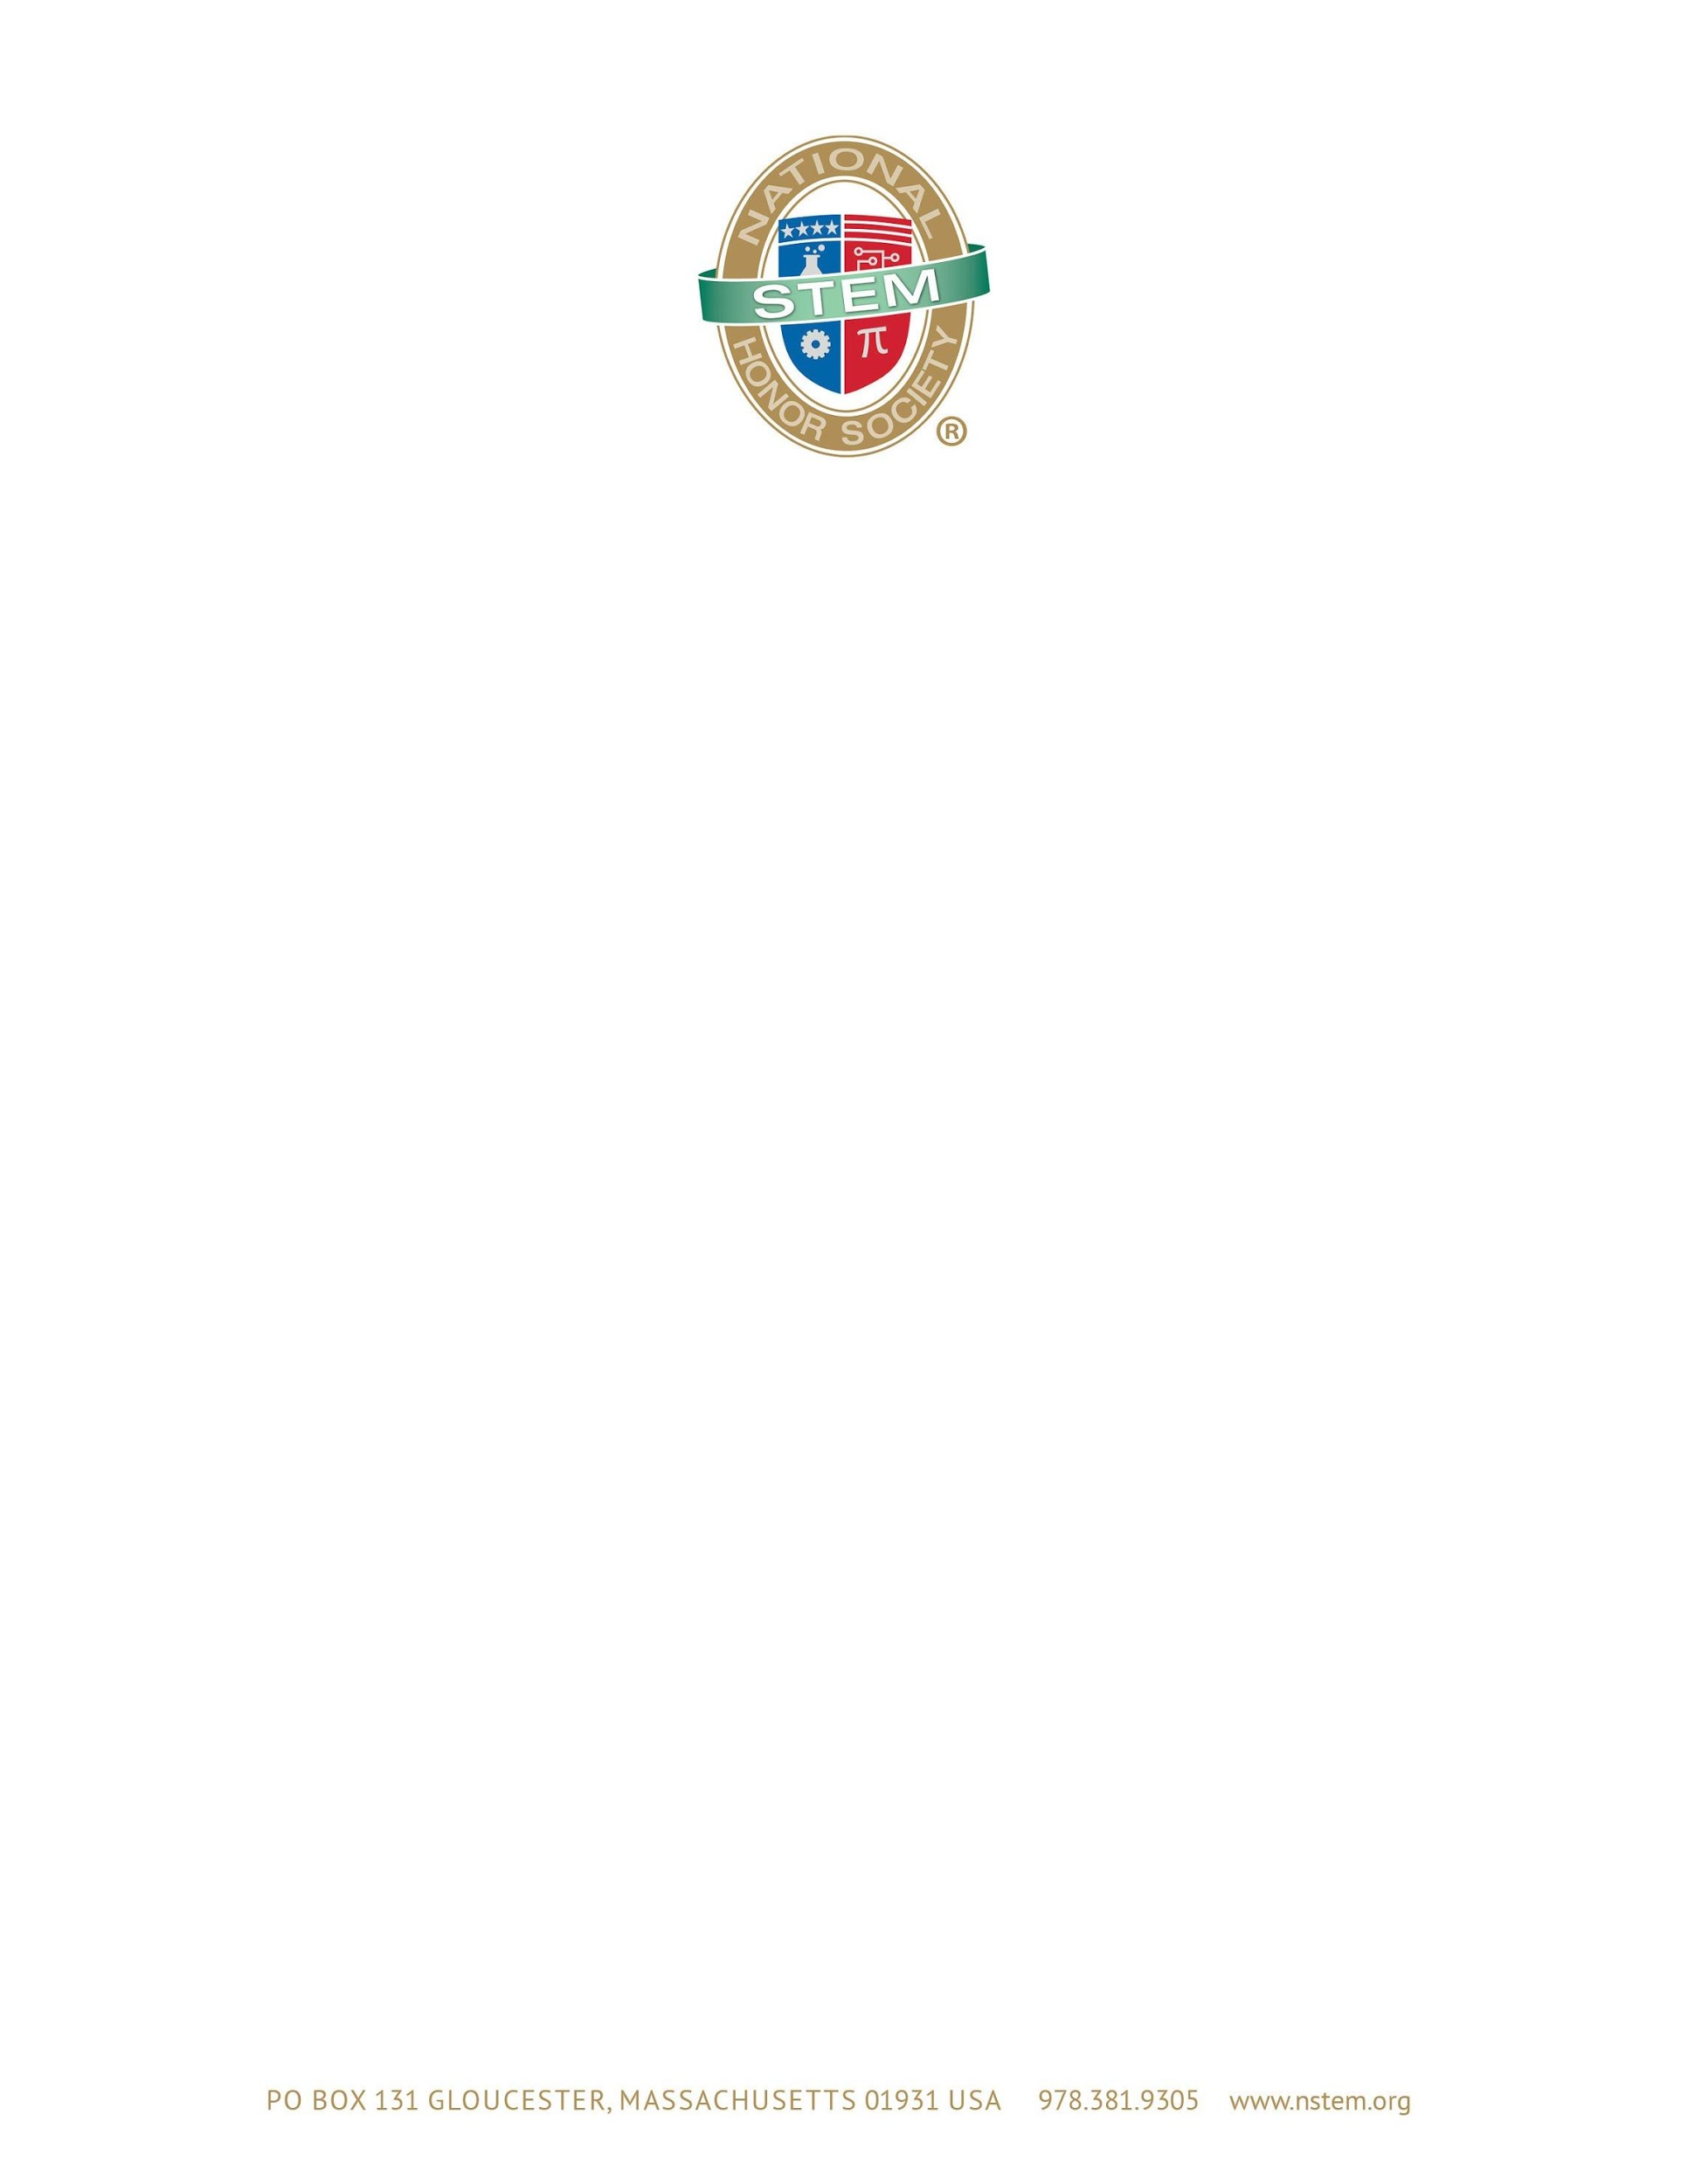 NATIONAL
STEM
π
HONOR SOCIETY
®
PO BOX 131 GLOUCESTER, MASSACHUSETTS 01931 USA 978.381.9305 www.nstem.org